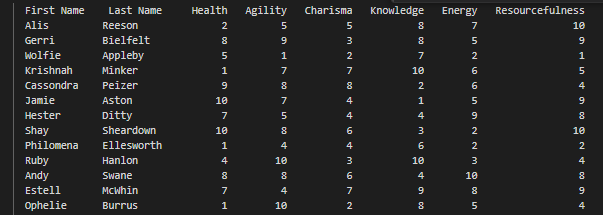 First Name Last Name Health Agility Charisma Knowledge Energy Resourcefulness
Alis Reeson 2 5 5 8 7 10
Gerri Bielfelt 8 9 3 8 5 9
Wolfie Appleby 5 1 2 7 2 1
Krishnah Minker 1 7 7 10 6 5
Cassondra Peizer 9 8 8 2 6 4
Jamie Aston 10 7 4 1 5 9
Hester Ditty 7 5 4 4 9 8
Shay Sheardown 10 8 6 3 2 10
Philomena Ellesworth 1 4 4 6 2 2
Ruby Hanlon 4 10 3 10 3 4
Andy Swane 8 8 6 4 10 8
Estell McWhin 7 4 7 9 8 9
Ophelie Burrus 1 10 2 8 5 4